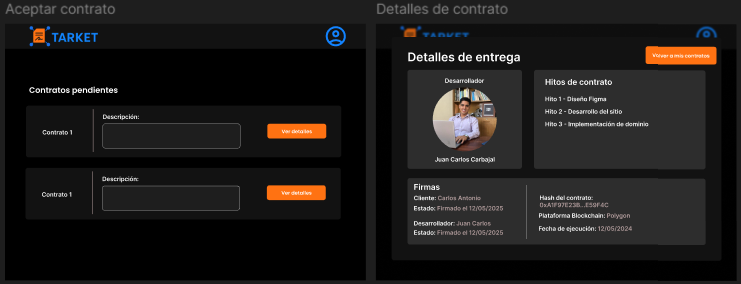 Aceptar contrato
TARKET
Contratos pendientes
Contrato 1
Descripción:
Ver detalles
Contrato 1
Descripción:
Ver detalles
Detalles de contrato
TARKET
Detalles de entrega
Volver a mis contratos
Desarrollador
Juan Carlos Carbajal
Hitos de contrato
Hito 1 - Diseño Figma
Hito 2 - Desarrollo del sitio
Hito 3 - Implementación de dominio
Firmas
Cliente: Carlos Antonio
Estado: Firmado el 12/05/2025
Desarrollador: Juan Carlos
Estado: Firmado el 12/05/2025
Hash del contrato:
0xA1F97E23B...E59F4C
Plataforma Blockchain: Polygon
Fecha de ejecución: 12/05/2024